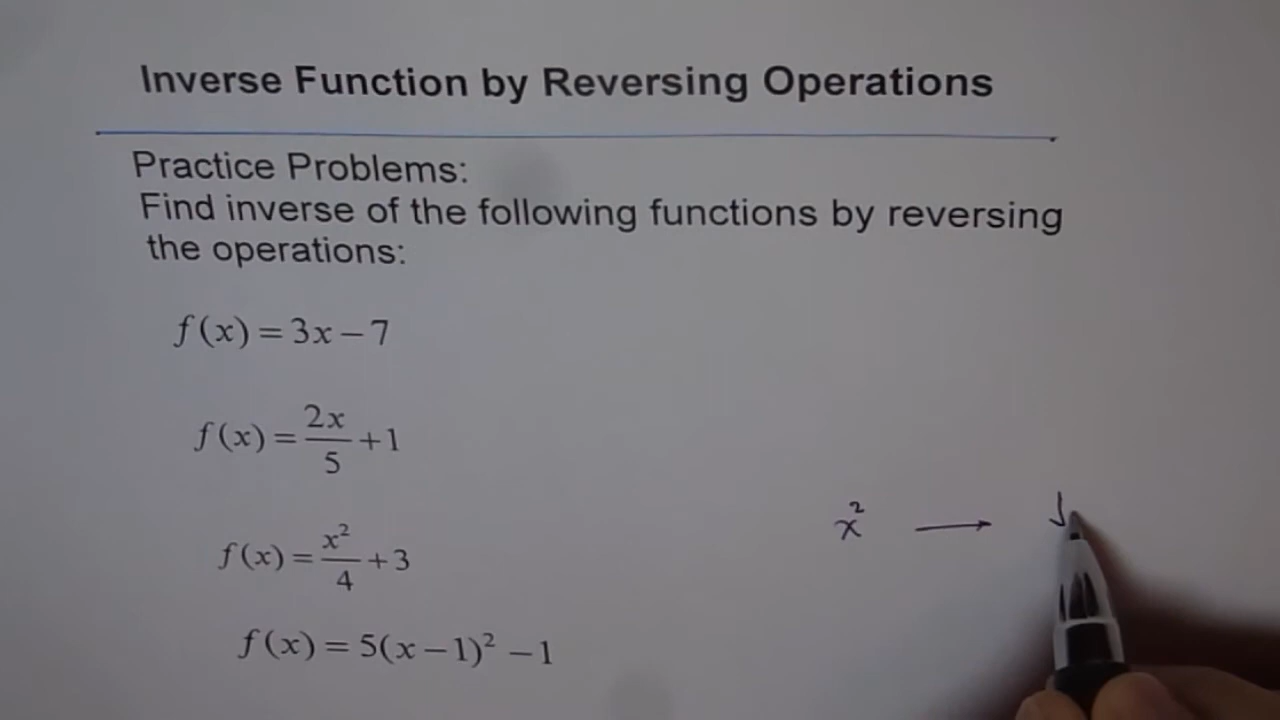 Inverse Function by Reversing Operations
Practice Problems:
Find inverse of the following functions by reversing
the operations:
f(x) = 3x − 7
f(x) = 2x/5 + 1
f(x) = x²/4 + 3
x² ⟶ √
f(x) = 5(x − 1)² − 1